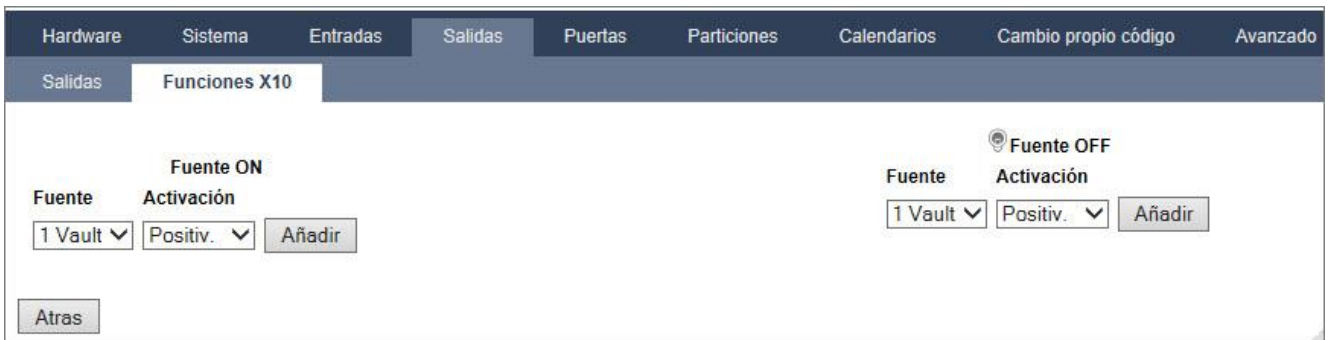 Hardware Sistema Entradas Salidas Puertas Particiones Calendarios Cambio propio código Avanzado
Salidas Funciones X10
Fuente ON
Fuente Activación
1 Vault Positiv. Añadir
Fuente OFF
Fuente Activación
1 Vault Positiv. Añadir
Atras